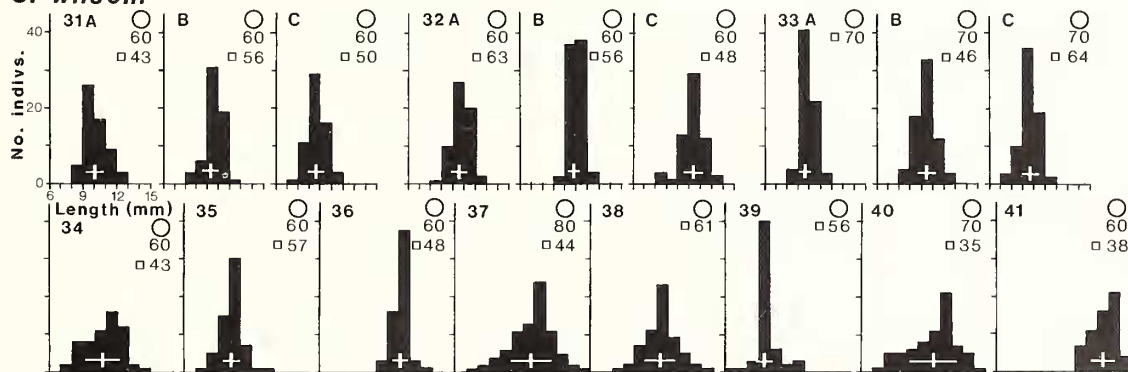 31A ○ 60 □ 43
B ○ 60 □ 56
C ○ 60 □ 50
32A ○ 60 □ 63
B ○ 60 □ 56
C ○ 60 □ 48
33A □ 70
B ○ 70 □ 46
C ○ 70 □ 64
No. indivs.
40
20
0
6 9 12 15
Length (mm)
34 ○ 60 □ 43
35 ○ 60 □ 57
36 ○ 60 □ 48
37 ○ 80 □ 44
38 □ 61
39 □ 56
40 ○ 70 □ 35
41 ○ 60 □ 38